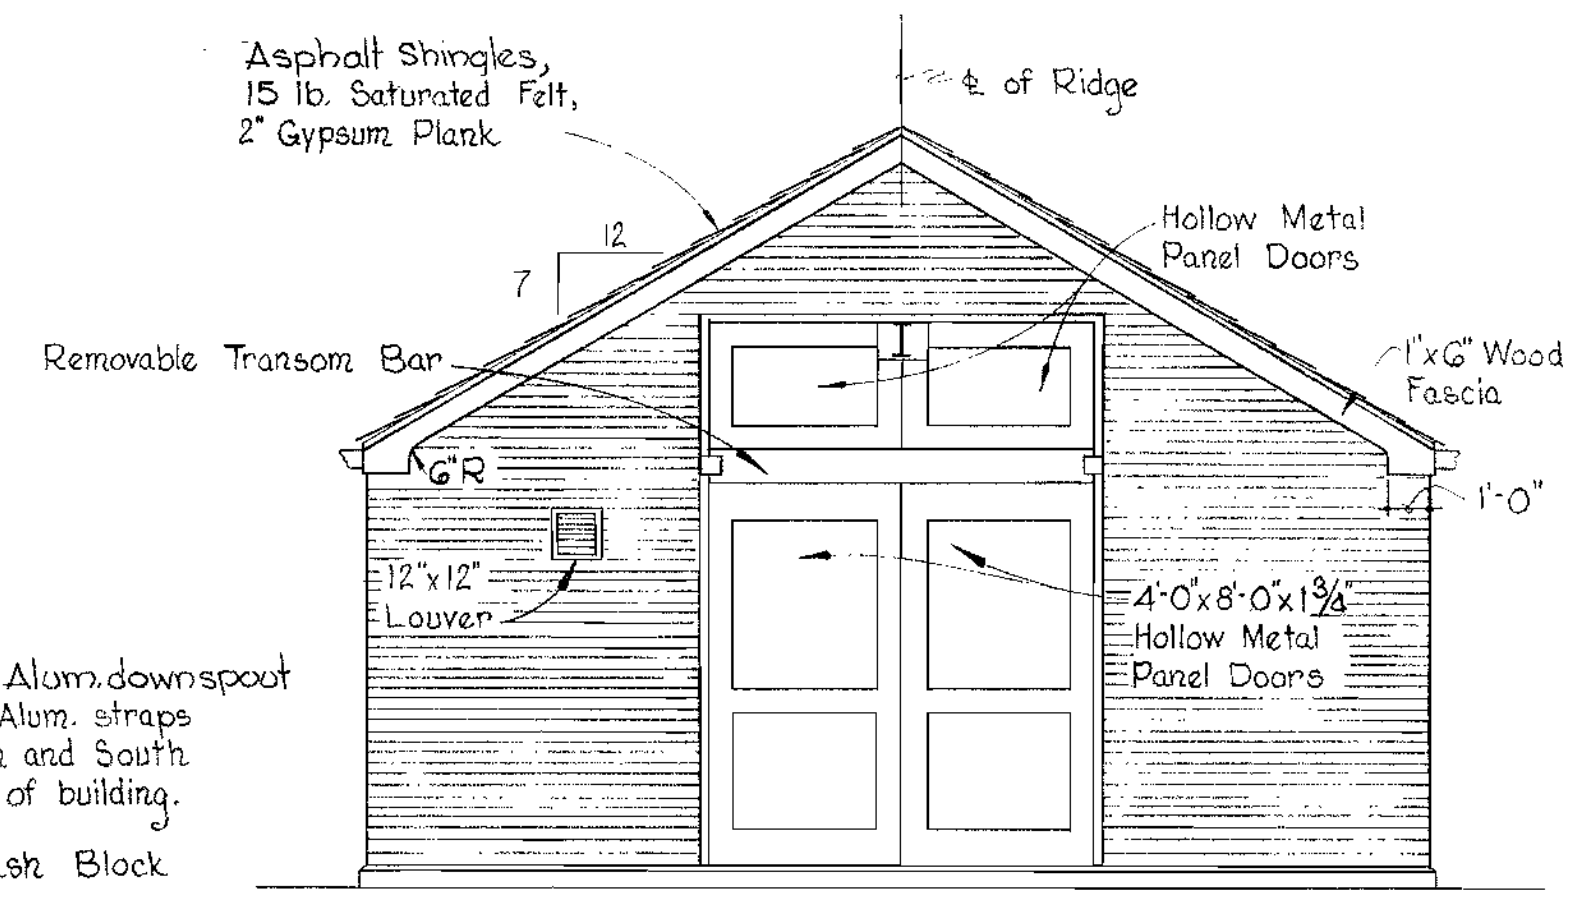 Asphalt Shingles,
15 lb. Saturated Felt,
2" Gypsum Plank
℄ of Ridge
12
7
Hollow Metal
Panel Doors
Removable Transom Bar
1"x6" Wood
Fascia
6"R
1'-0"
12"x12"
Louver
4'-0"x8'-0"x1 3/4"
Hollow Metal
Panel Doors
Alum. downspout
Alum. straps
and South
of building.
Block